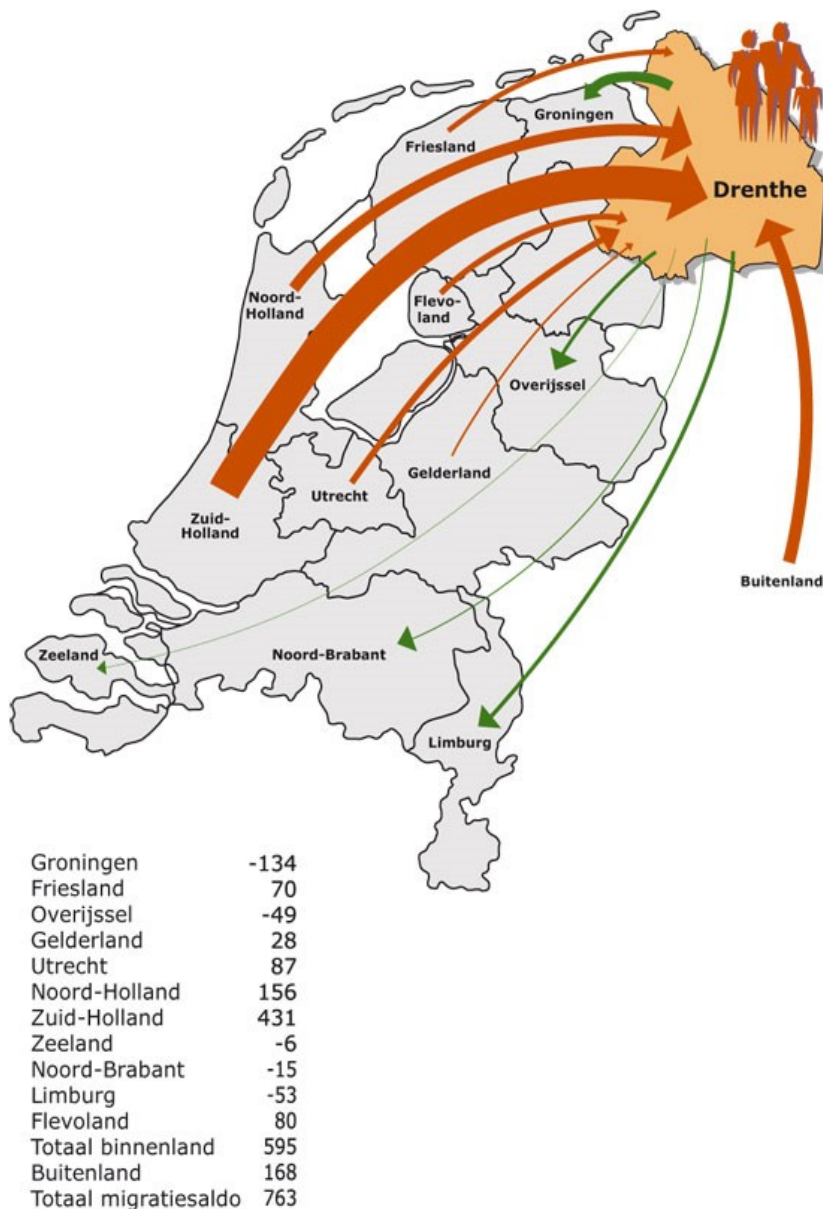 Groningen
Friesland
Drenthe
Noord-
Holland
Flevo-
land
Overijssel
Gelderland
Utrecht
Zuid-
Holland
Buitenland
Zeeland
Noord-Brabant
Limburg
Groningen -134
Friesland 70
Overijssel -49
Gelderland 28
Utrecht 87
Noord-Holland 156
Zuid-Holland 431
Zeeland -6
Noord-Brabant -15
Limburg -53
Flevoland 80
Totaal binnenland 595
Buitenland 168
Totaal migratiesaldo 763